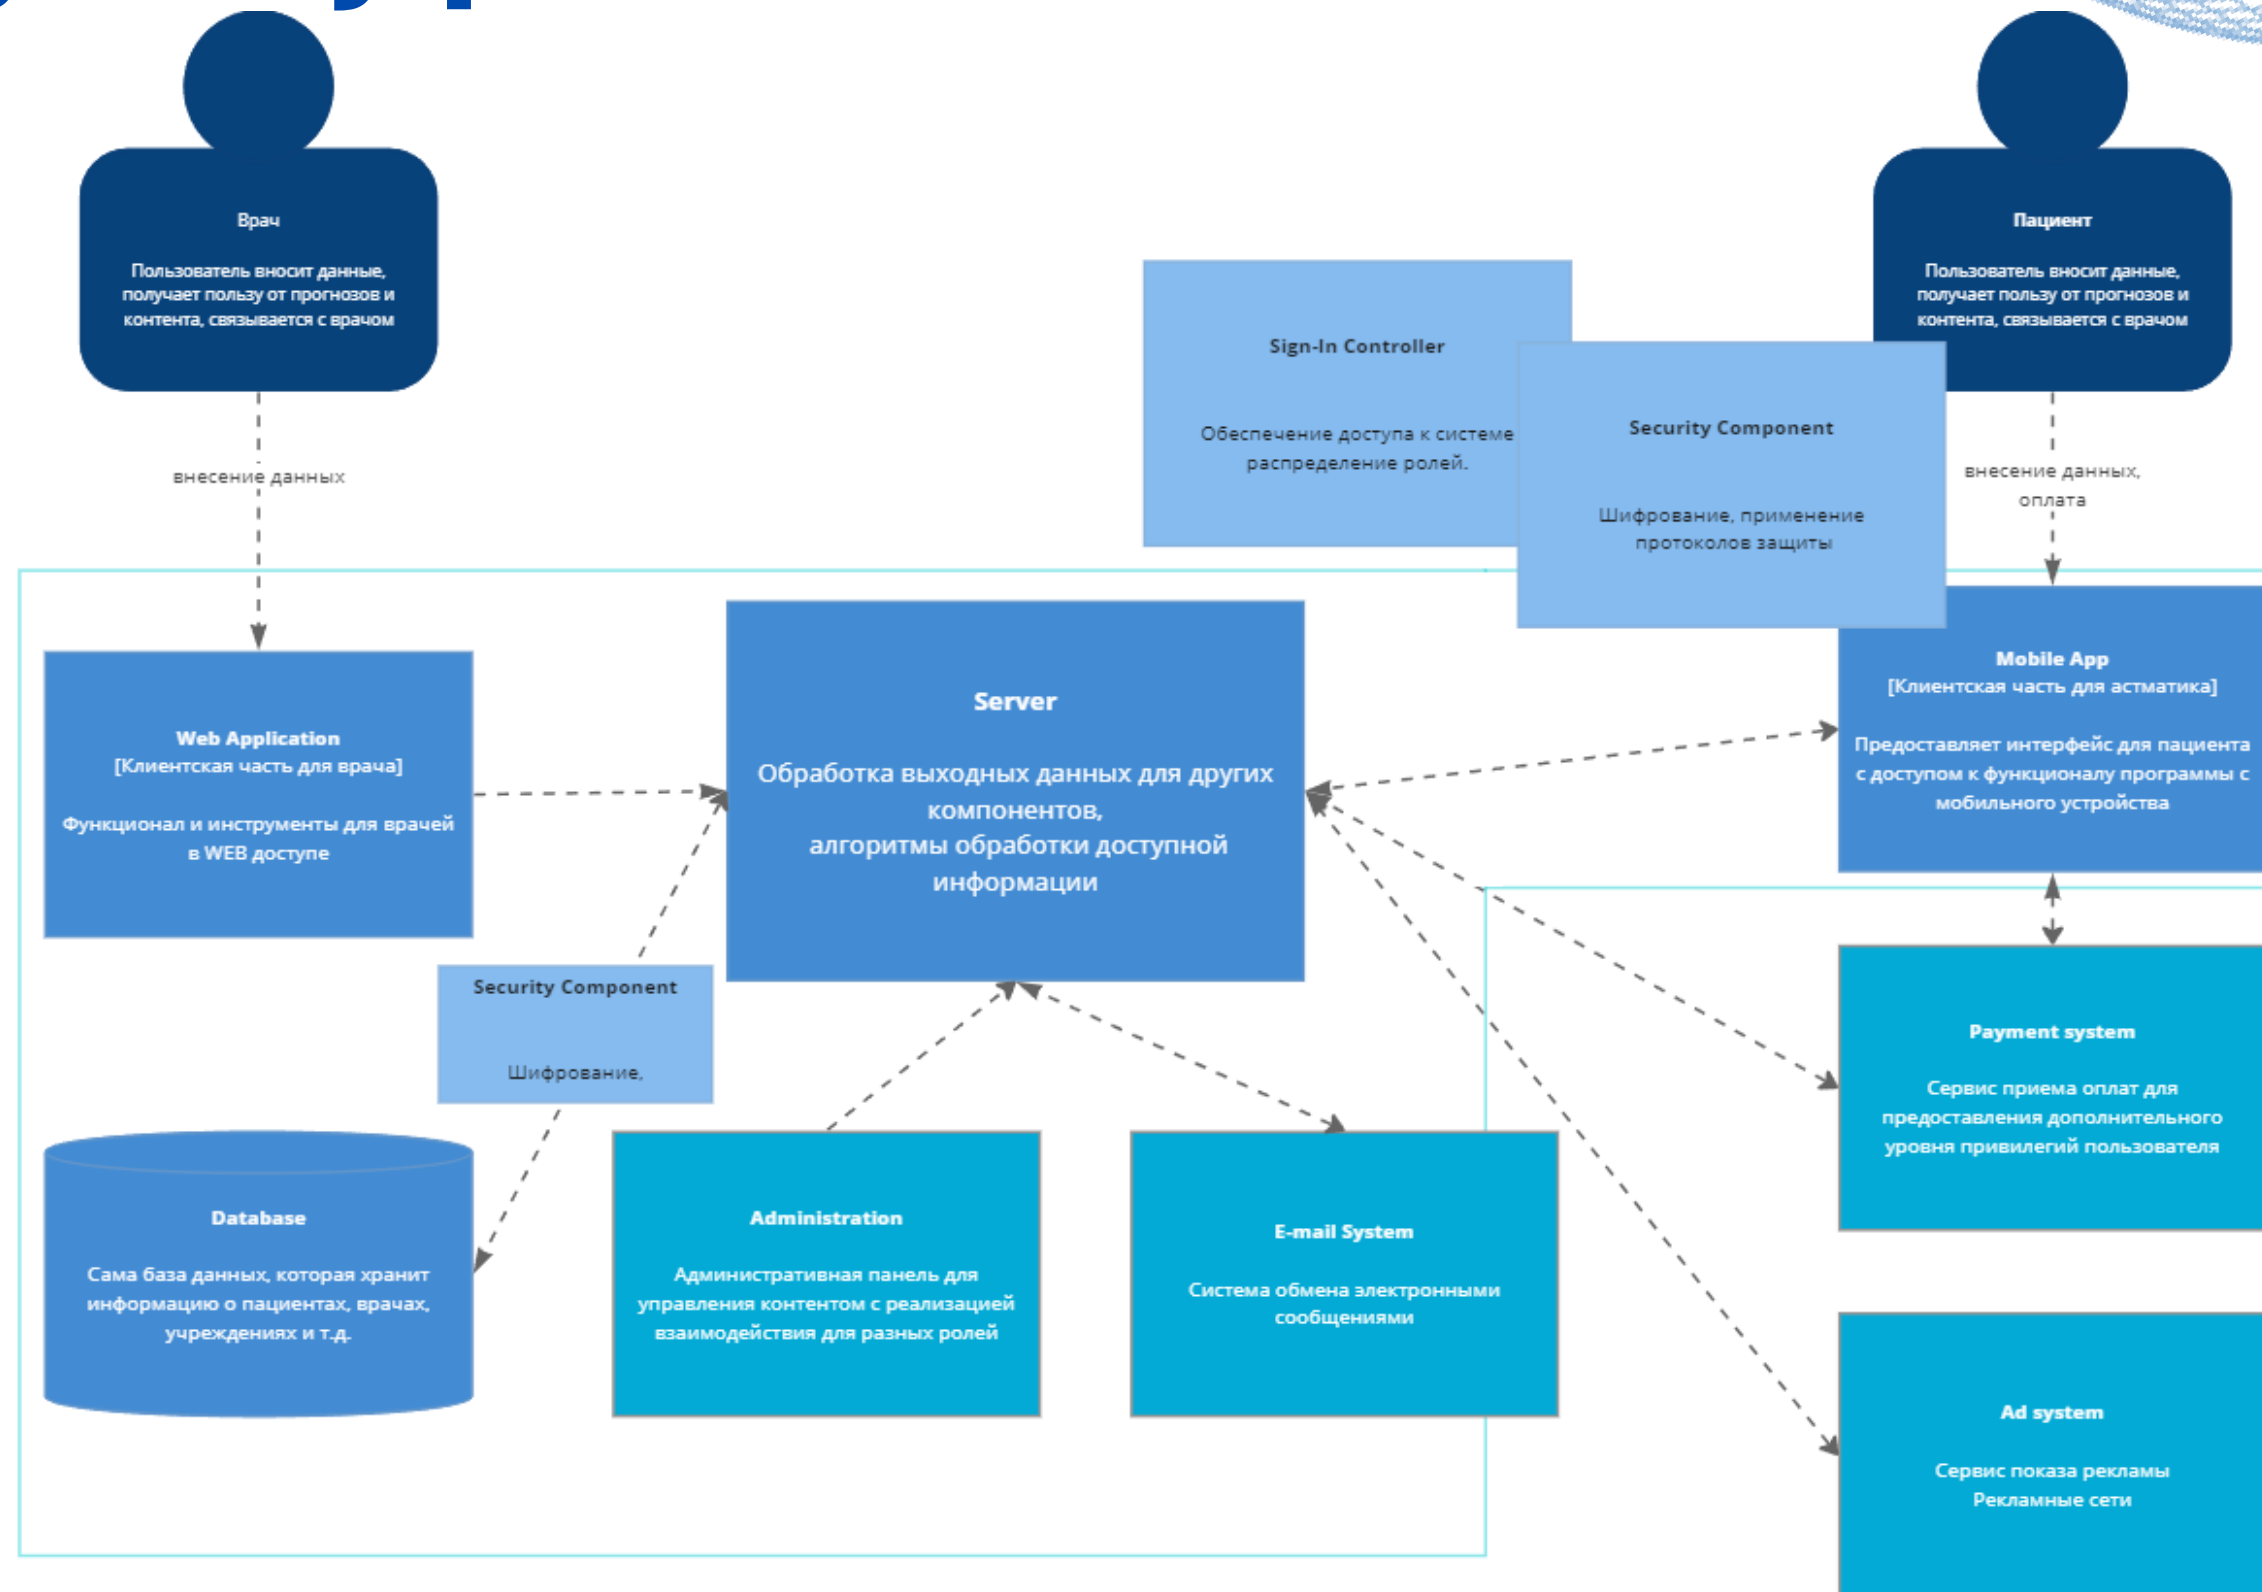 Врач
Пользователь вносит данные,
получает пользу от прогнозов и
контента, связывается с врачом
Пациент
Пользователь вносит данные,
получает пользу от прогнозов и
контента, связывается с врачом
Sign-In Controller
Обеспечение доступа к системе
распределение ролей.
Security Component
Шифрование, применение
протоколов защиты
внесение данных
внесение данных,
оплата
Web Application
[Клиентская часть для врача]
Функционал и инструменты для врачей
в WEB доступе
Server
Обработка выходных данных для других
компонентов,
алгоритмы обработки доступной
информации
Mobile App
[Клиентская часть для астматика]
Предоставляет интерфейс для пациента
с доступом к функционалу программы с
мобильного устройства
Security Component
Шифрование,
Payment system
Сервис приема оплат для
предоставления дополнительного
уровня привилегий пользователя
Database
Сама база данных, которая хранит
информацию о пациентах, врачах,
учреждениях и т.д.
Administration
Административная панель для
управления контентом с реализацией
взаимодействия для разных ролей
E-mail System
Система обмена электронными
сообщениями
Ad system
Сервис показа рекламы
Рекламные сети